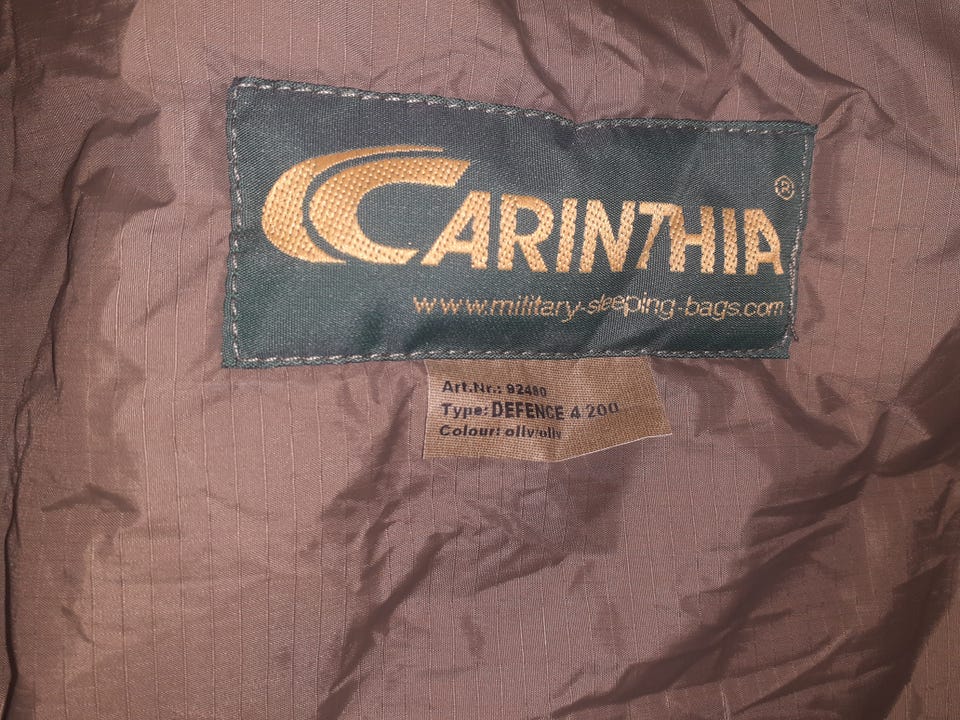 CARINTHIA ®
www.military-sleeping-bags.com
Art.Nr.: 92480
Type: DEFENCE 4 200
Colour: oliv/oliv